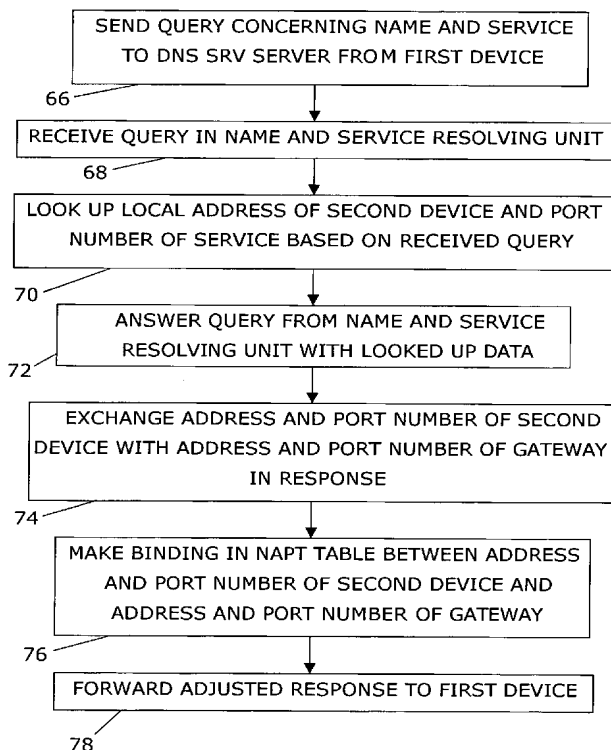 SEND QUERY CONCERNING NAME AND SERVICE
TO DNS SRV SERVER FROM FIRST DEVICE
66
RECEIVE QUERY IN NAME AND SERVICE RESOLVING UNIT
68
LOOK UP LOCAL ADDRESS OF SECOND DEVICE AND PORT
NUMBER OF SERVICE BASED ON RECEIVED QUERY
70
ANSWER QUERY FROM NAME AND SERVICE
RESOLVING UNIT WITH LOOKED UP DATA
72
EXCHANGE ADDRESS AND PORT NUMBER OF SECOND
DEVICE WITH ADDRESS AND PORT NUMBER OF GATEWAY
IN RESPONSE
74
MAKE BINDING IN NAPT TABLE BETWEEN ADDRESS
AND PORT NUMBER OF SECOND DEVICE AND
ADDRESS AND PORT NUMBER OF GATEWAY
76
FORWARD ADJUSTED RESPONSE TO FIRST DEVICE
78